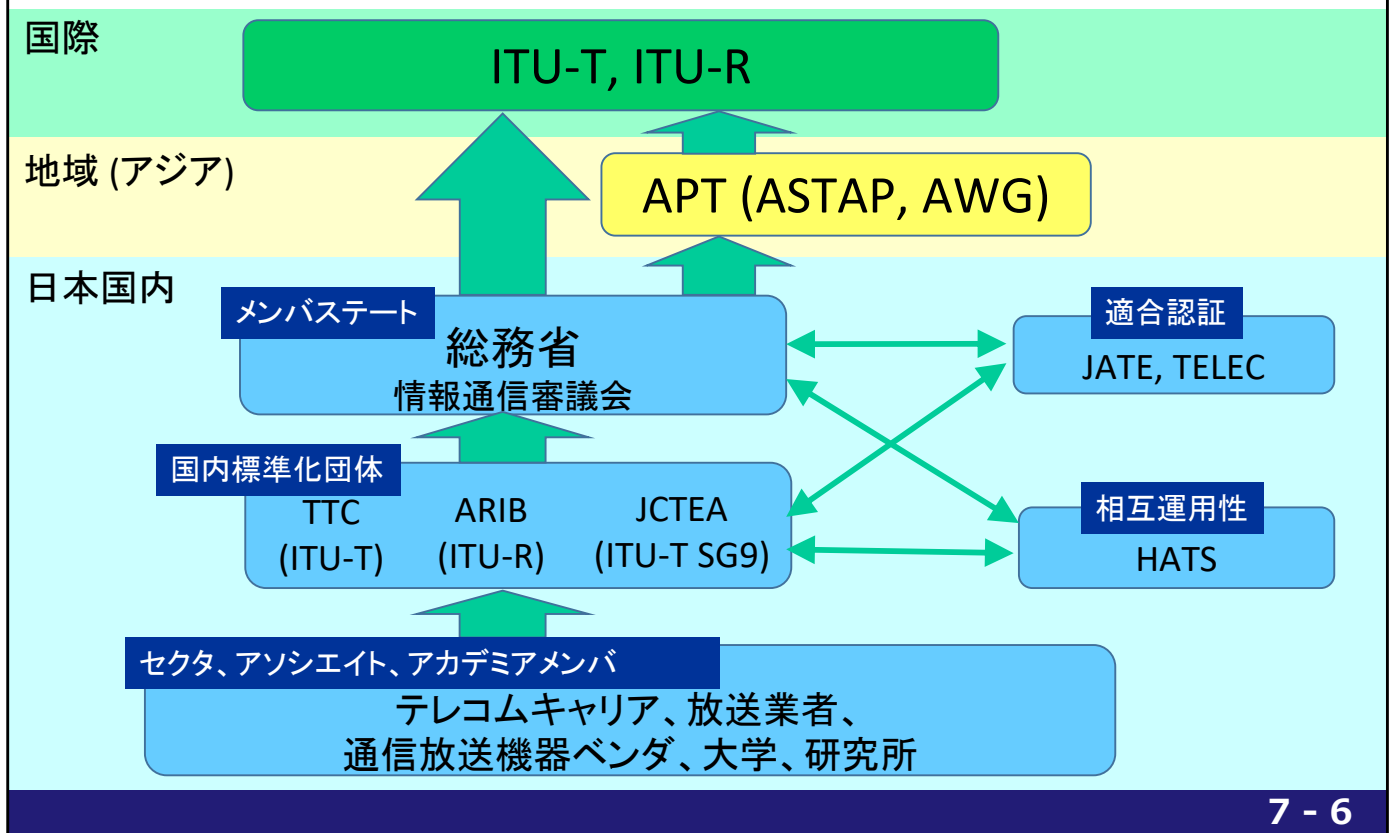 国際
ITU-T, ITU-R
地域 (アジア)
APT (ASTAP, AWG)
日本国内
メンバステート
総務省
情報通信審議会
適合認証
JATE, TELEC
国内標準化団体
TTC
(ITU-T)
ARIB
(ITU-R)
JCTEA
(ITU-T SG9)
相互運用性
HATS
セクタ、アソシエイト、アカデミアメンバ
テレコムキャリア、放送業者、
通信放送機器ベンダ、大学、研究所
7 - 6